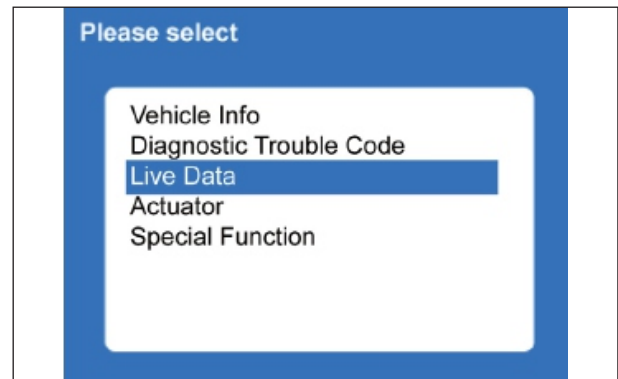 Please select
Vehicle Info
Diagnostic Trouble Code
Live Data
Actuator
Special Function